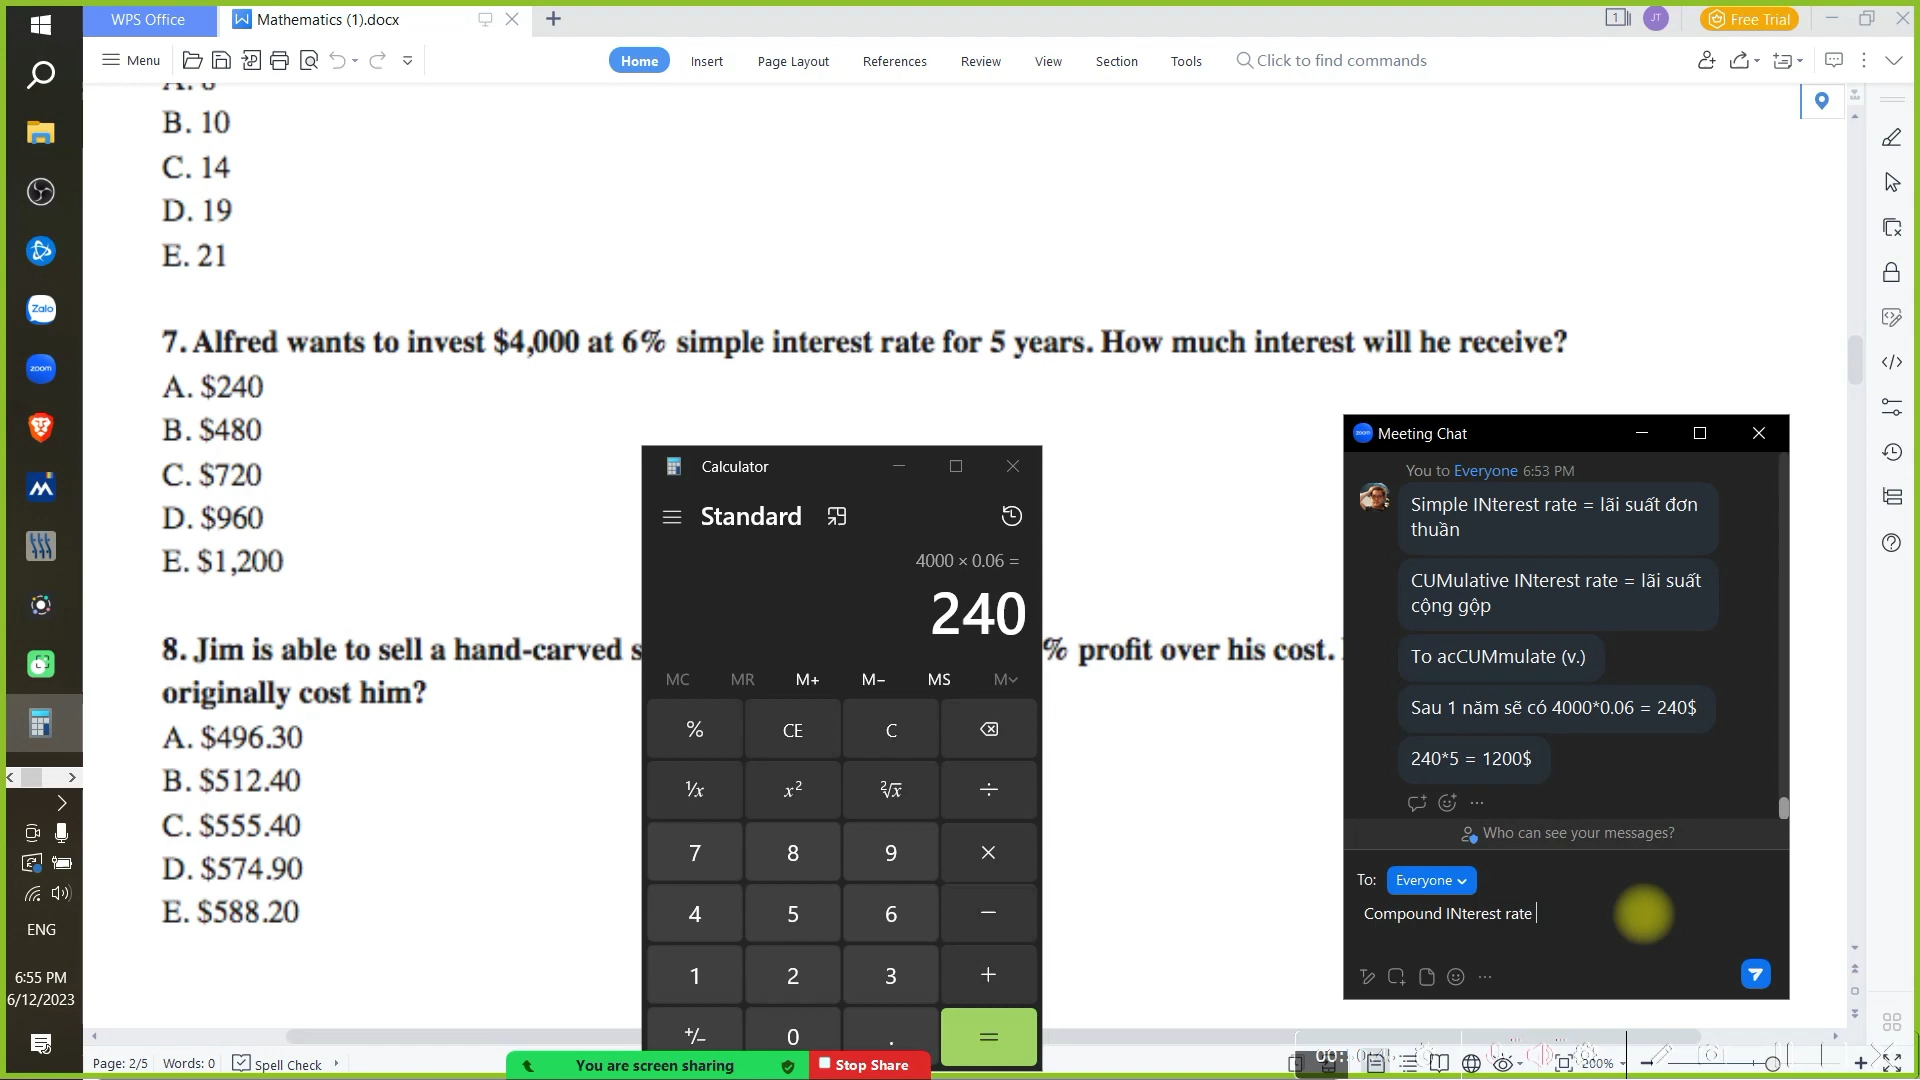 WPS Office
Mathematics (1).docx
1
JT
Free Trial
Menu
Home
Insert
Page Layout
References
Review
View
Section
Tools
Click to find commands
B. 10
C. 14
D. 19
E. 21
7. Alfred wants to invest $4,000 at 6% simple interest rate for 5 years. How much interest will he receive?
A. $240
B. $480
C. $720
D. $960
E. $1,200
8. Jim is able to sell a hand-carved s
% profit over his cost.
originally cost him?
A. $496.30
B. $512.40
C. $555.40
D. $574.90
E. $588.20
Calculator
Standard
4000 × 0.06 =
240
MC MR M+ M− MS M
% CE C
¹/x x² ²√x ÷
7 8 9 ×
4 5 6 −
1 2 3 +
+/− 0 . =
zoom Meeting Chat
You to Everyone 6:53 PM
Simple INterest rate = lãi suất đơn
thuần
CUMulative INterest rate = lãi suất
cộng gộp
To acCUMmulate (v.)
Sau 1 năm sẽ có 4000*0.06 = 240$
240*5 = 1200$
...
Who can see your messages?
To: Everyone
Compound INterest rate
...
Zalo
zoom
ENG
6:55 PM
6/12/2023
Page: 2/5
Words: 0
Spell Check
You are screen sharing
Stop Share
200%